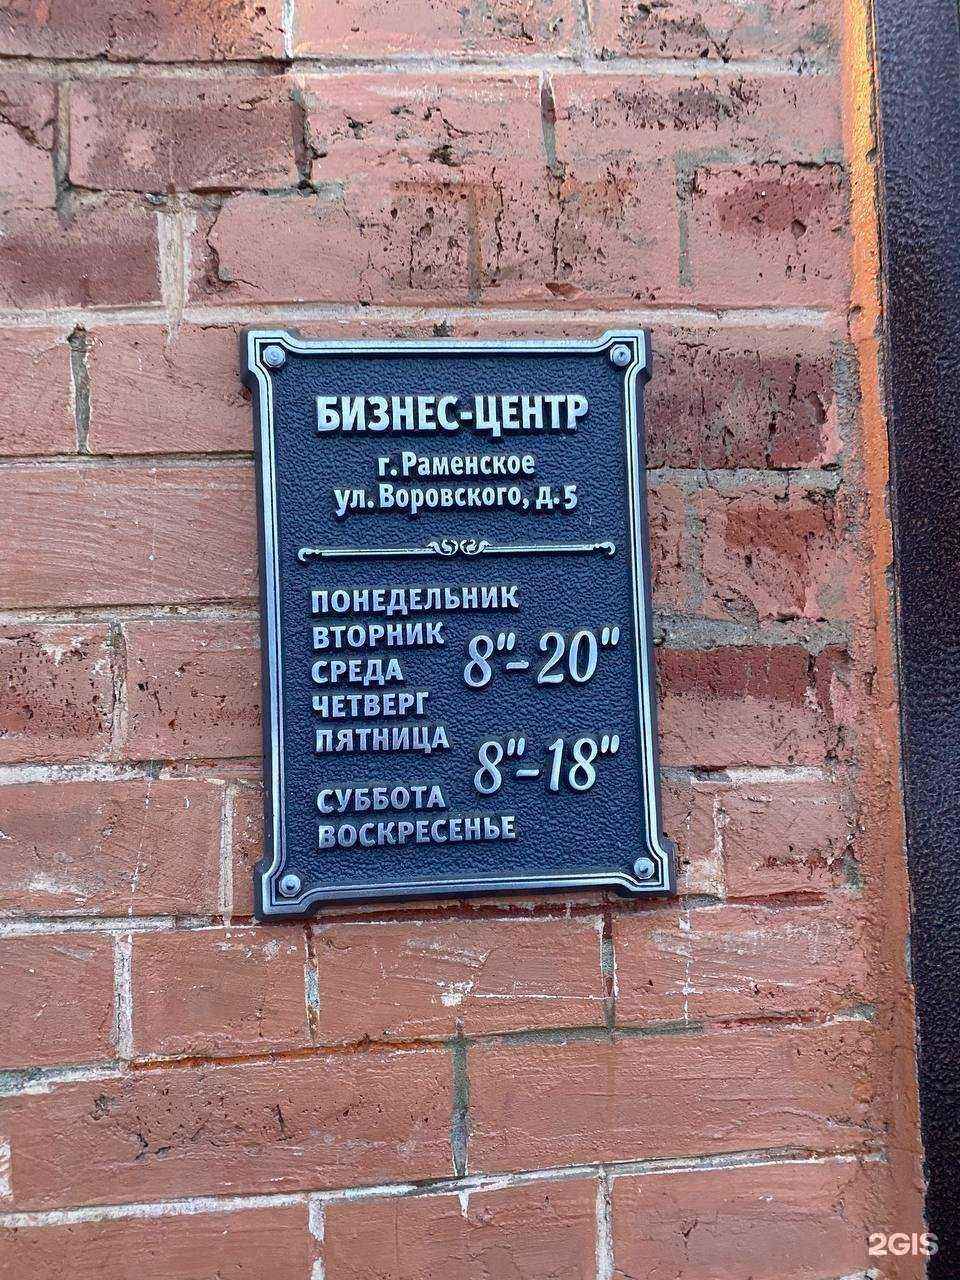 БИЗНЕС-ЦЕНТР
г. Раменское
ул. Воровского, д. 5
ПОНЕДЕЛЬНИК
ВТОРНИК
СРЕДА 8"-20"
ЧЕТВЕРГ
ПЯТНИЦА
8"-18"
СУББОТА
ВОСКРЕСЕНЬЕ
2GIS